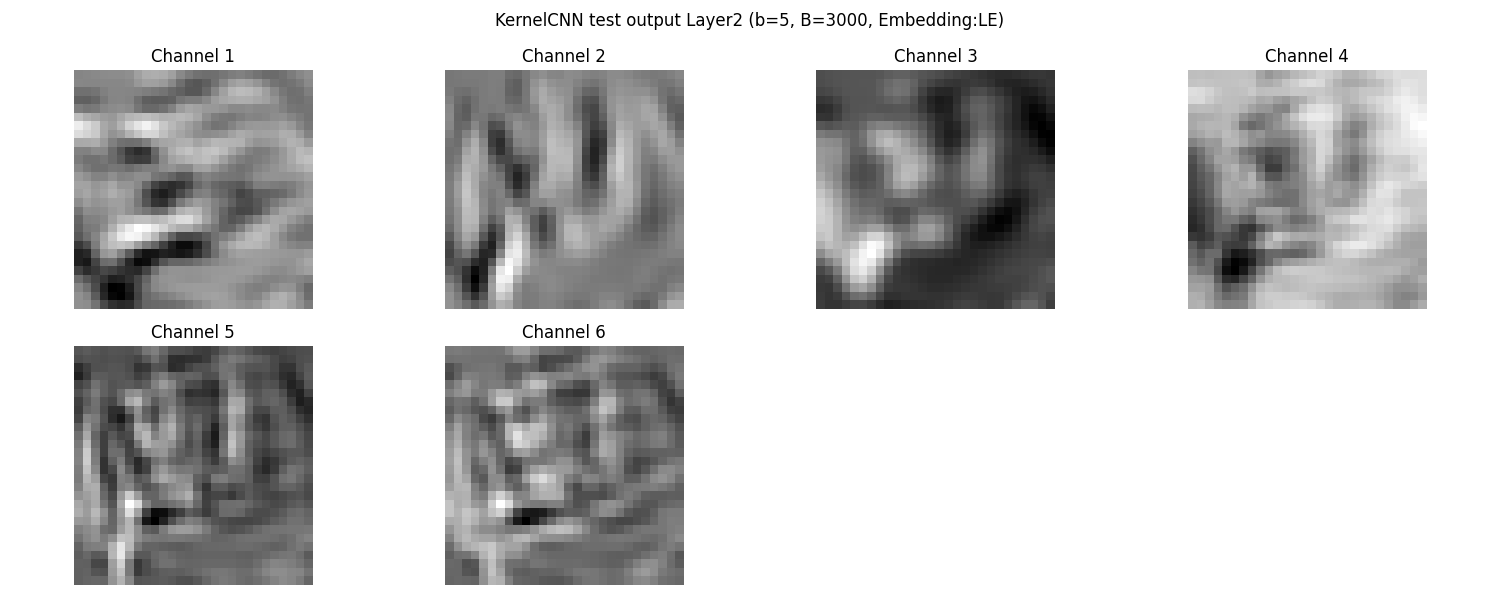 KernelCNN test output Layer2 (b=5, B=3000, Embedding:LE)
Channel 1
Channel 2
Channel 3
Channel 4
Channel 5
Channel 6